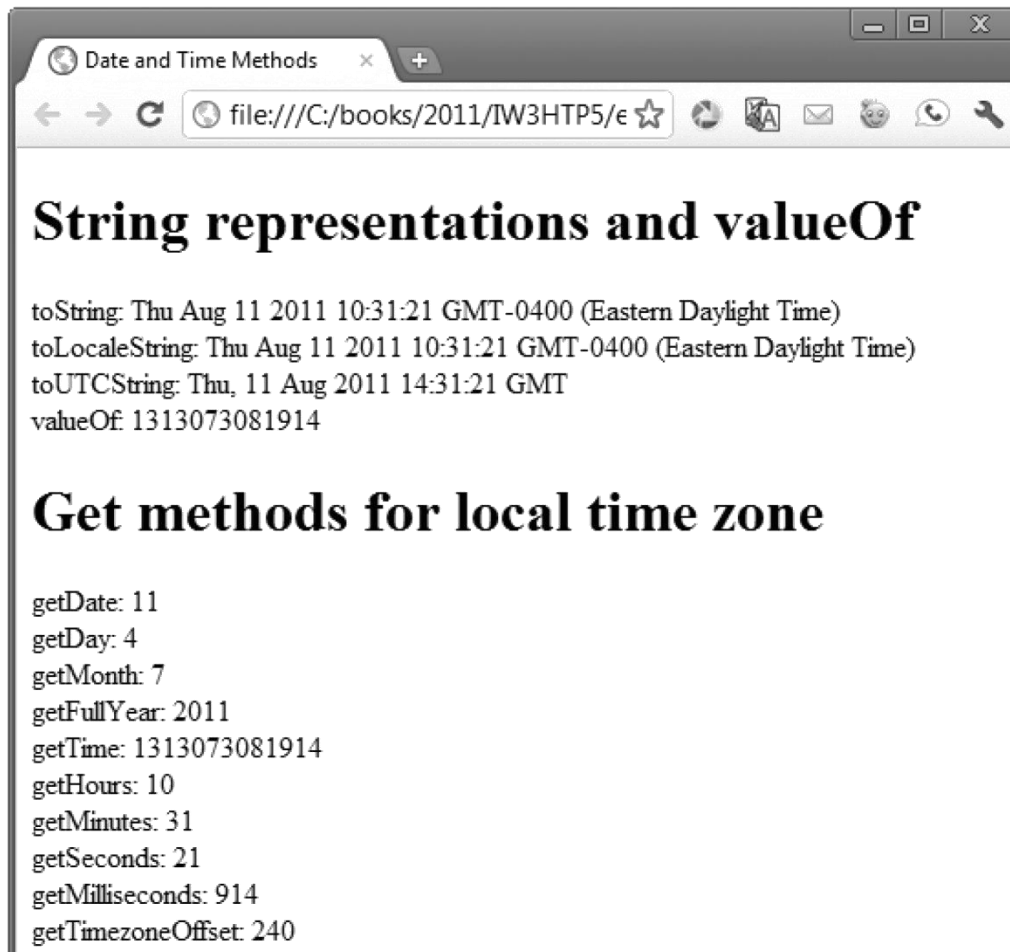 Date and Time Methods
file:///C:/books/2011/IW3HTP5/e
String representations and valueOf
toString: Thu Aug 11 2011 10:31:21 GMT-0400 (Eastern Daylight Time)
toLocaleString: Thu Aug 11 2011 10:31:21 GMT-0400 (Eastern Daylight Time)
toUTCString: Thu, 11 Aug 2011 14:31:21 GMT
valueOf: 1313073081914
Get methods for local time zone
getDate: 11
getDay: 4
getMonth: 7
getFullYear: 2011
getTime: 1313073081914
getHours: 10
getMinutes: 31
getSeconds: 21
getMilliseconds: 914
getTimezoneOffset: 240